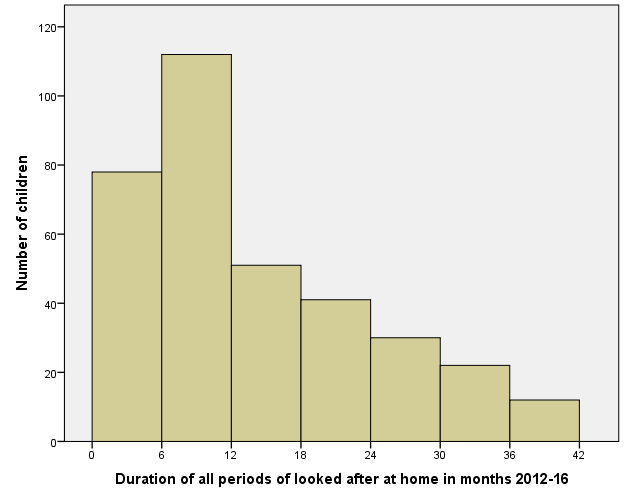 120
100
80
60
40
20
0
Number of children
0 6 12 18 24 30 36 42
Duration of all periods of looked after at home in months 2012-16